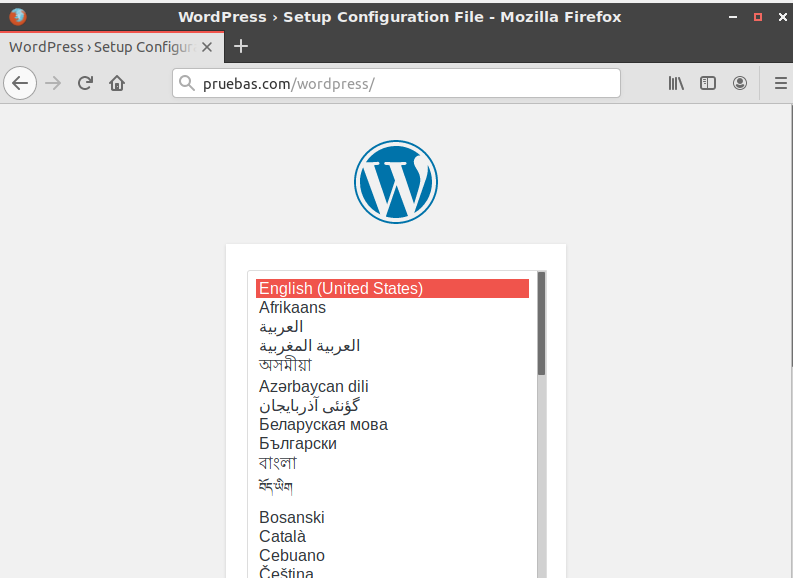 WordPress › Setup Configuration File - Mozilla Firefox
WordPress › Setup Configur
pruebas.com/wordpress/
W
English (United States)
Afrikaans
العربية
العربية المغربية
অসমীয়া
Azərbaycan dili
گؤنئی آذربایجان
Беларуская мова
Български
বাংলা
བོད་ཡིག
Bosanski
Català
Cebuano
Čeština